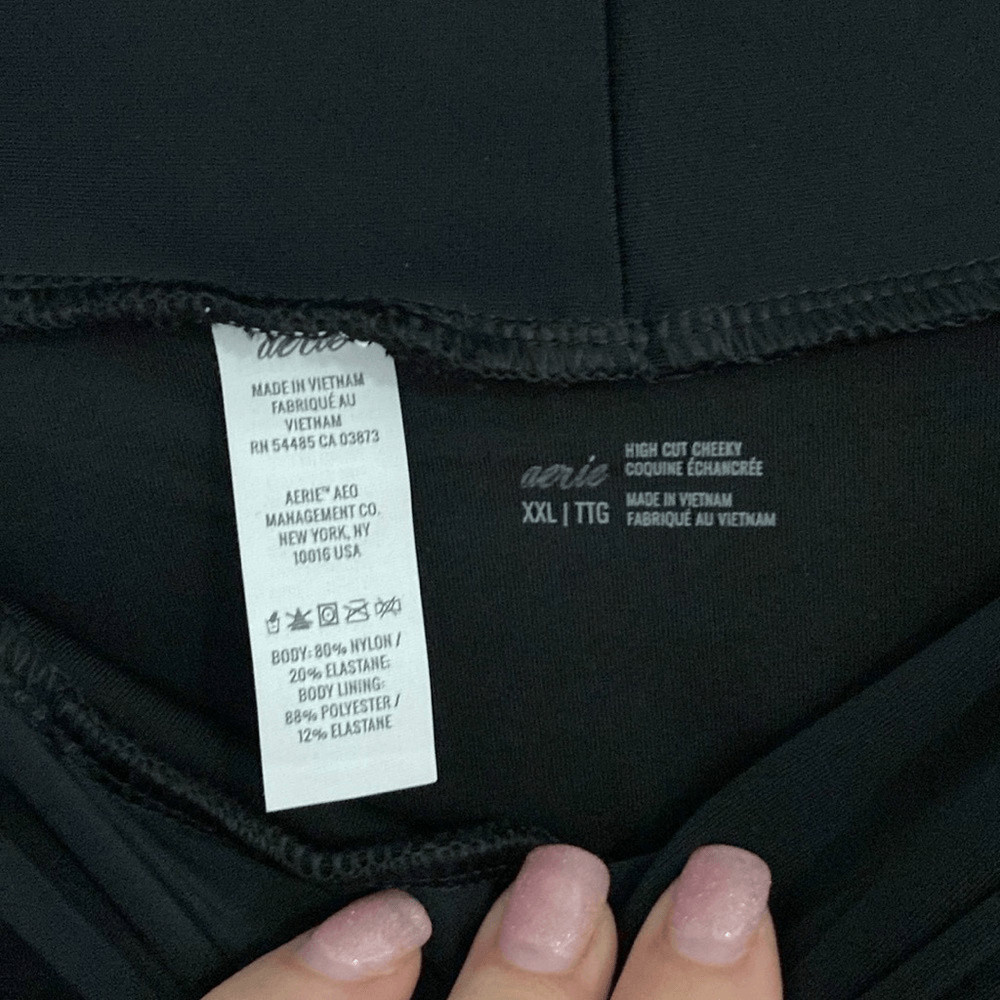 aerie
MADE IN VIETNAM
FABRIQUÉ AU
VIETNAM
RN 54485 CA 03873
AERIE™ AEO
MANAGEMENT CO.
NEW YORK, NY
10016 USA
BODY: 80% NYLON /
20% ELASTANE;
BODY LINING:
88% POLYESTER /
12% ELASTANE
aerie
XXL | TTG
HIGH CUT CHEEKY
COQUINE ÉCHANCRÉE
MADE IN VIETNAM
FABRIQUÉ AU VIETNAM